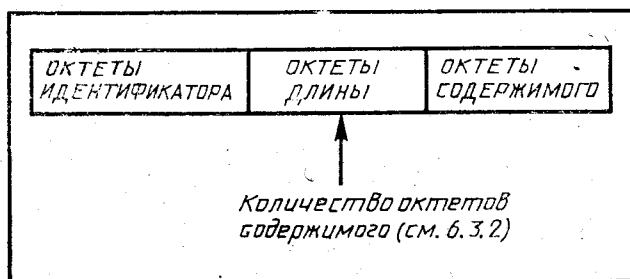 ОКТЕТЫ ИДЕНТИФИКАТОРА
ОКТЕТЫ ДЛИНЫ
ОКТЕТЫ СОДЕРЖИМОГО
Количество октетов
содержимого (см. 6.3.2)